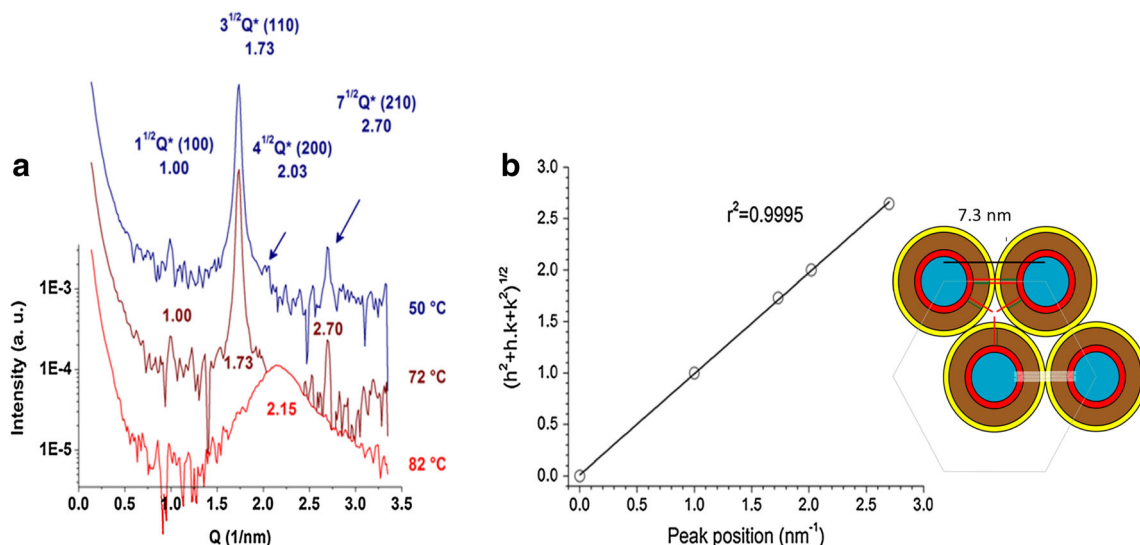 a
3^1/2 Q* (110)
1.73
7^1/2 Q* (210)
2.70
1^1/2 Q* (100)
1.00
4^1/2 Q* (200)
2.03
1E-3
1E-4
1E-5
Intensity (a. u.)
1.00
1.73
2.70
2.15
50 °C
72 °C
82 °C
0.0 0.5 1.0 1.5 2.0 2.5 3.0 3.5
Q (1/nm)
b
3.0
2.5
2.0
1.5
1.0
0.5
0.0
(h²+h.k+k²)^1/2
r²=0.9995
7.3 nm
0.0 0.5 1.0 1.5 2.0 2.5 3.0
Peak position (nm⁻¹)